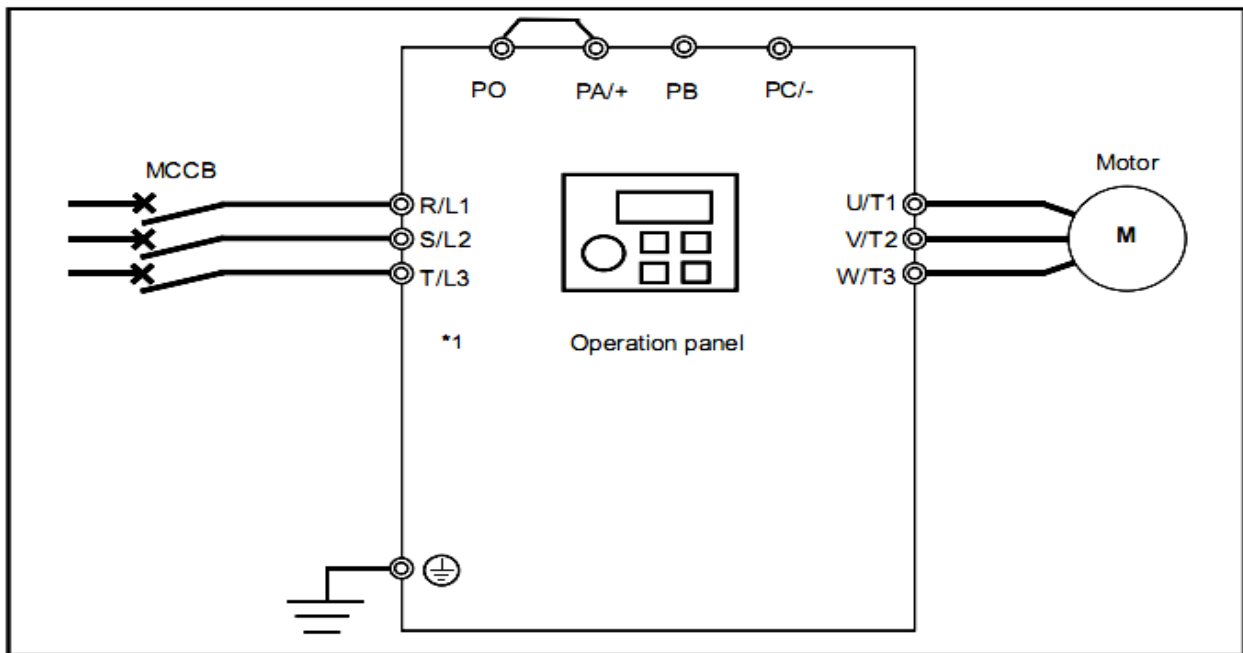 PO PA/+ PB PC/-
MCCB
Motor
R/L1
U/T1
S/L2
V/T2
M
T/L3
W/T3
*1
Operation panel